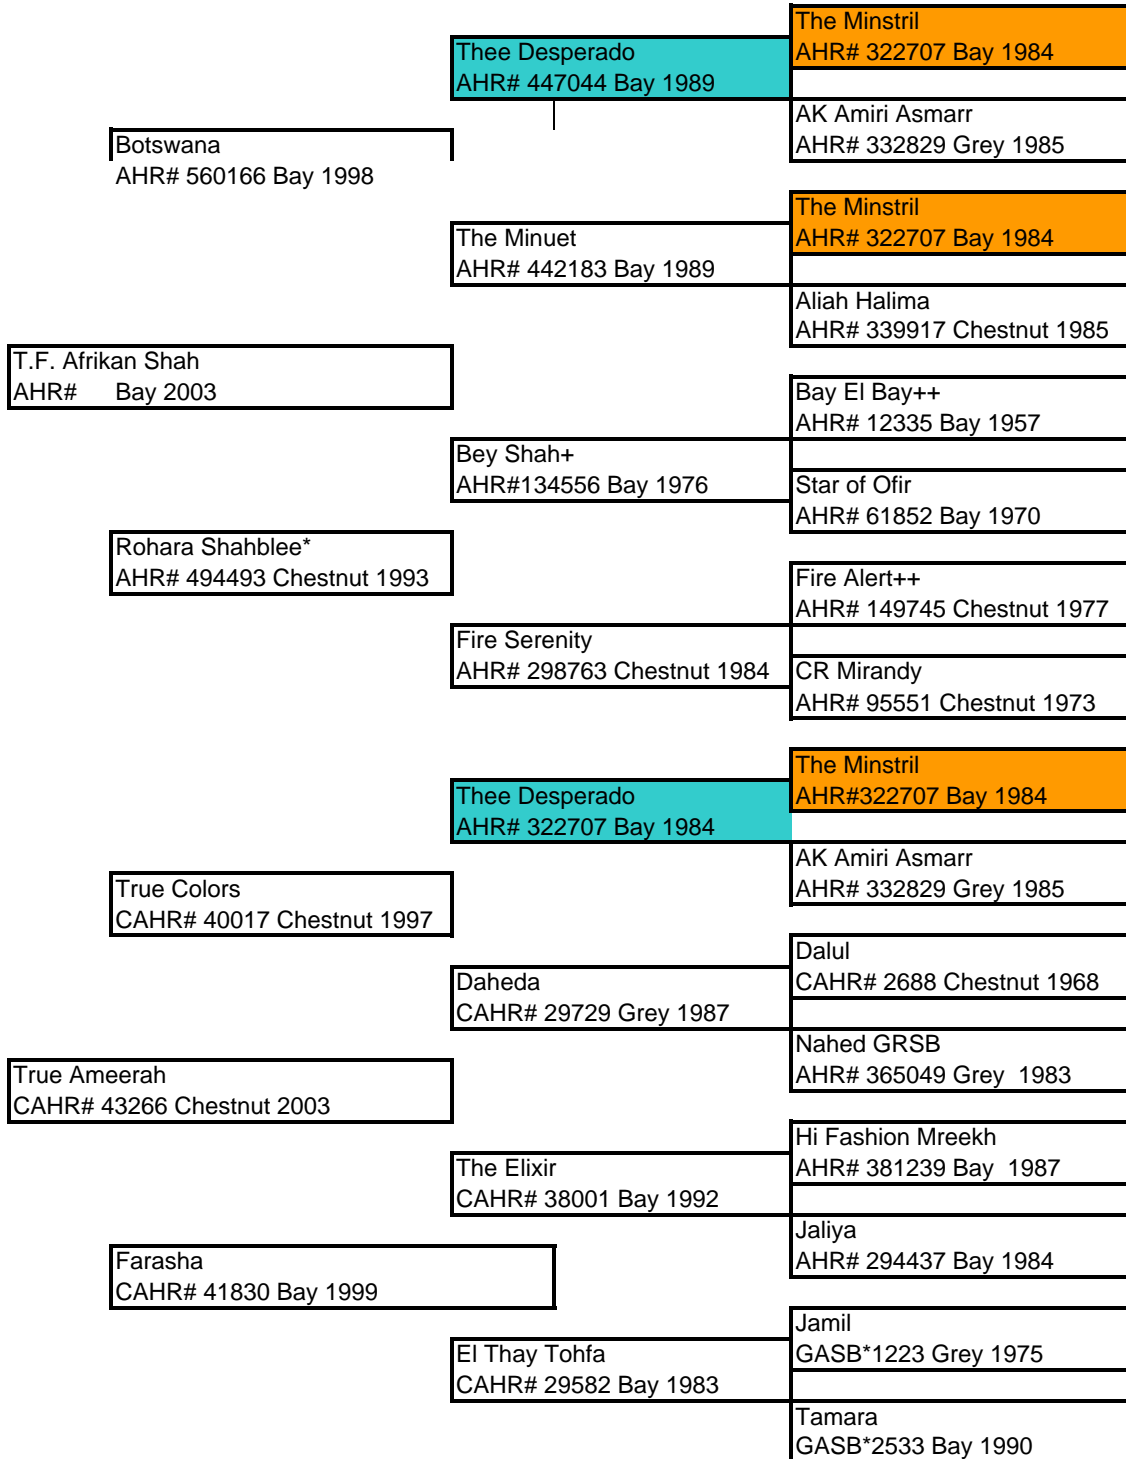 The Minstril
AHR# 322707 Bay 1984
Thee Desperado
AHR# 447044 Bay 1989
AK Amiri Asmarr
AHR# 332829 Grey 1985
Botswana
AHR# 560166 Bay 1998
The Minstril
AHR# 322707 Bay 1984
The Minuet
AHR# 442183 Bay 1989
Aliah Halima
AHR# 339917 Chestnut 1985
T.F. Afrikan Shah
AHR#      Bay 2003
Bay El Bay++
AHR# 12335 Bay 1957
Bey Shah+
AHR#134556 Bay 1976
Star of Ofir
AHR# 61852 Bay 1970
Rohara Shahblee*
AHR# 494493 Chestnut 1993
Fire Alert++
AHR# 149745 Chestnut 1977
Fire Serenity
AHR# 298763 Chestnut 1984
CR Mirandy
AHR# 95551 Chestnut 1973
The Minstril
AHR#322707 Bay 1984
Thee Desperado
AHR# 322707 Bay 1984
AK Amiri Asmarr
AHR# 332829 Grey 1985
True Colors
CAHR# 40017 Chestnut 1997
Dalul
CAHR# 2688 Chestnut 1968
Daheda
CAHR# 29729 Grey 1987
Nahed GRSB
AHR# 365049 Grey  1983
True Ameerah
CAHR# 43266 Chestnut 2003
Hi Fashion Mreekh
AHR# 381239 Bay  1987
The Elixir
CAHR# 38001 Bay 1992
Jaliya
AHR# 294437 Bay 1984
Farasha
CAHR# 41830 Bay 1999
Jamil
GASB*1223 Grey 1975
El Thay Tohfa
CAHR# 29582 Bay 1983
Tamara
GASB*2533 Bay 1990